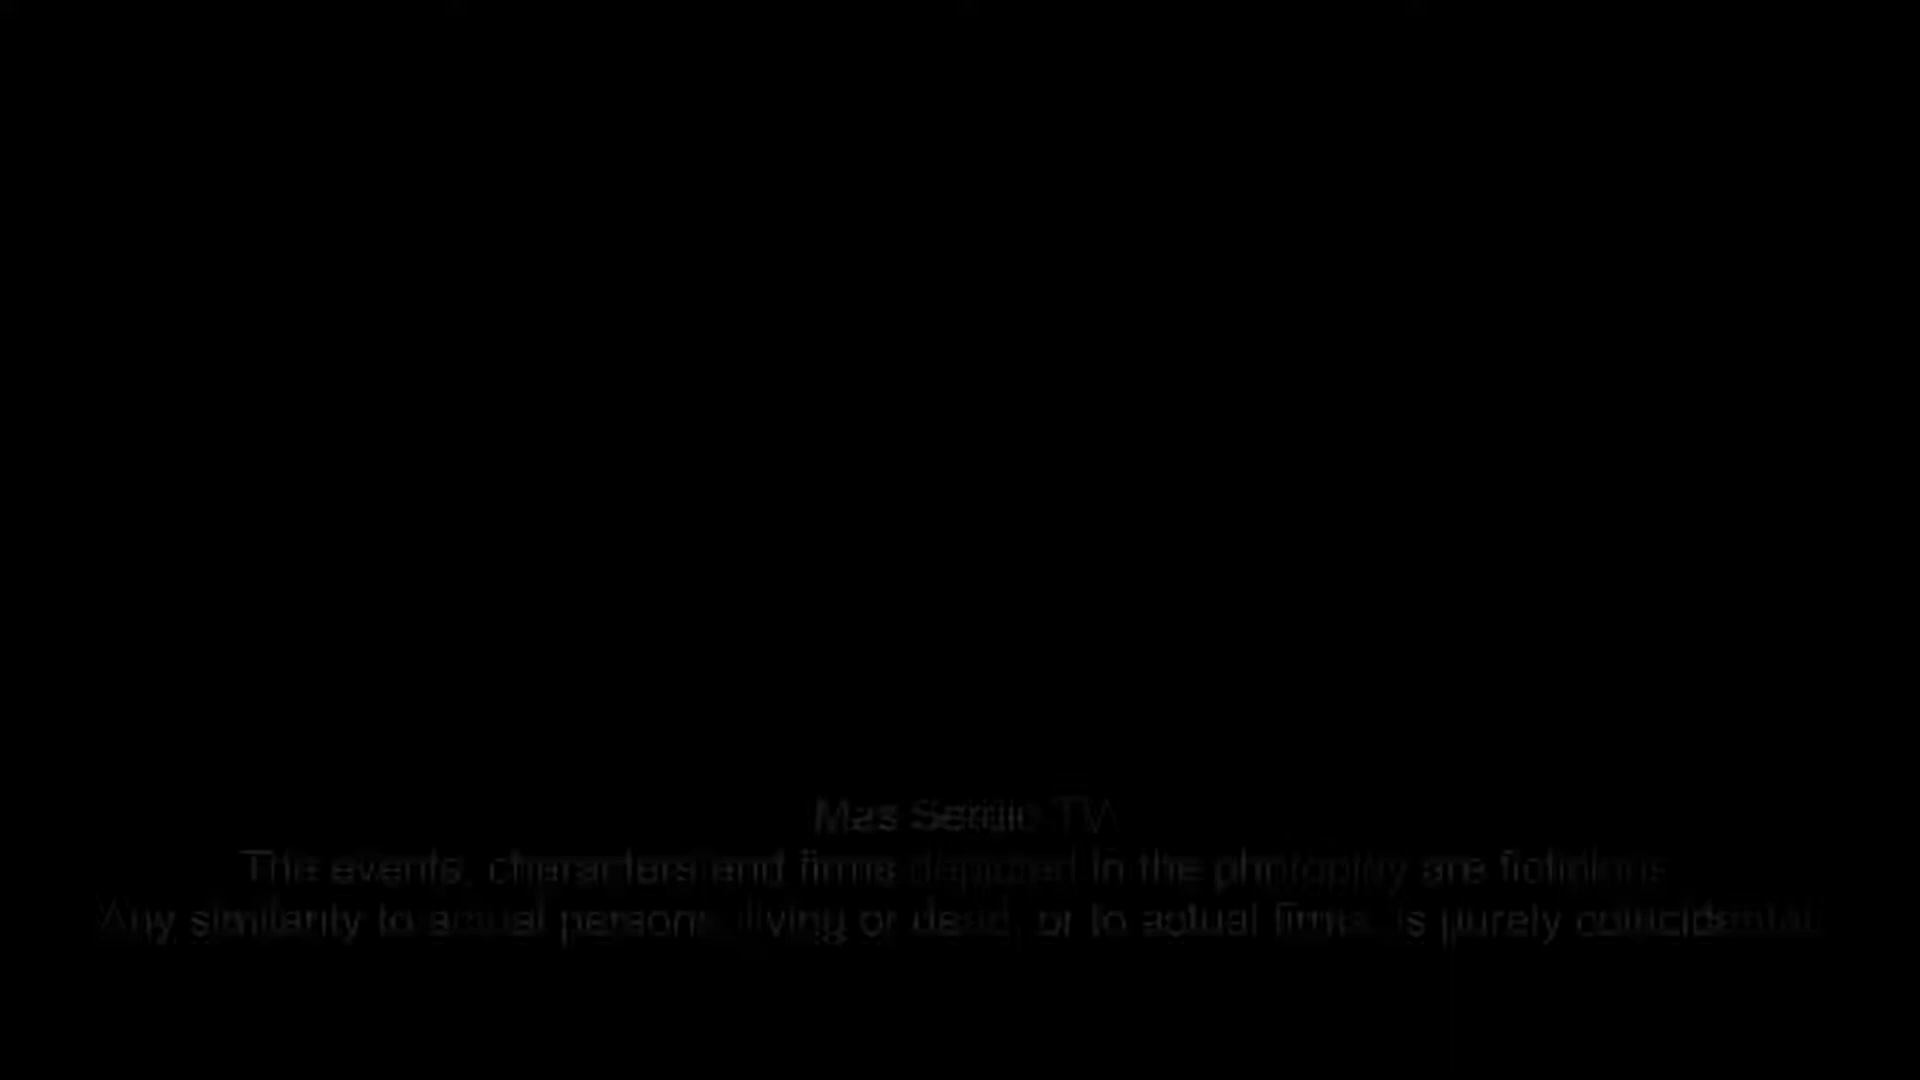 The events, characters and firms depicted in the photoplay are fictitious.
Any similarity to actual persons, living or dead, or to actual firms, is purely coincidental.